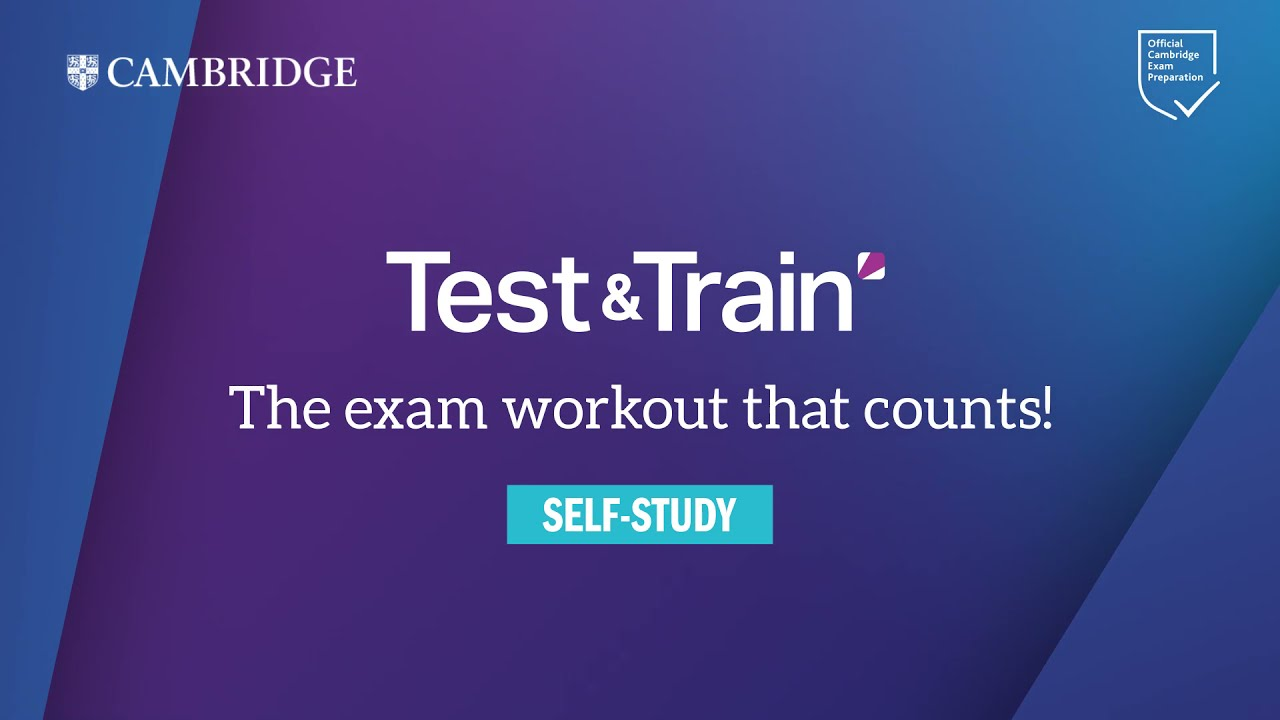 CAMBRIDGE
Official
Cambridge
Exam
Preparation
Test & Train
The exam workout that counts!
SELF-STUDY